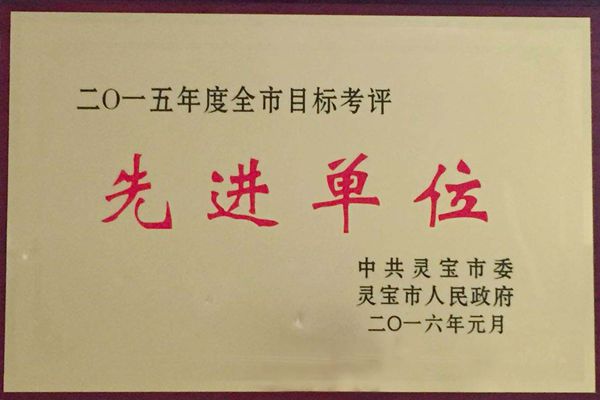 二〇一五年度全市目标考评
先进单位
中共灵宝市委
灵宝市人民政府
二〇一六年元月